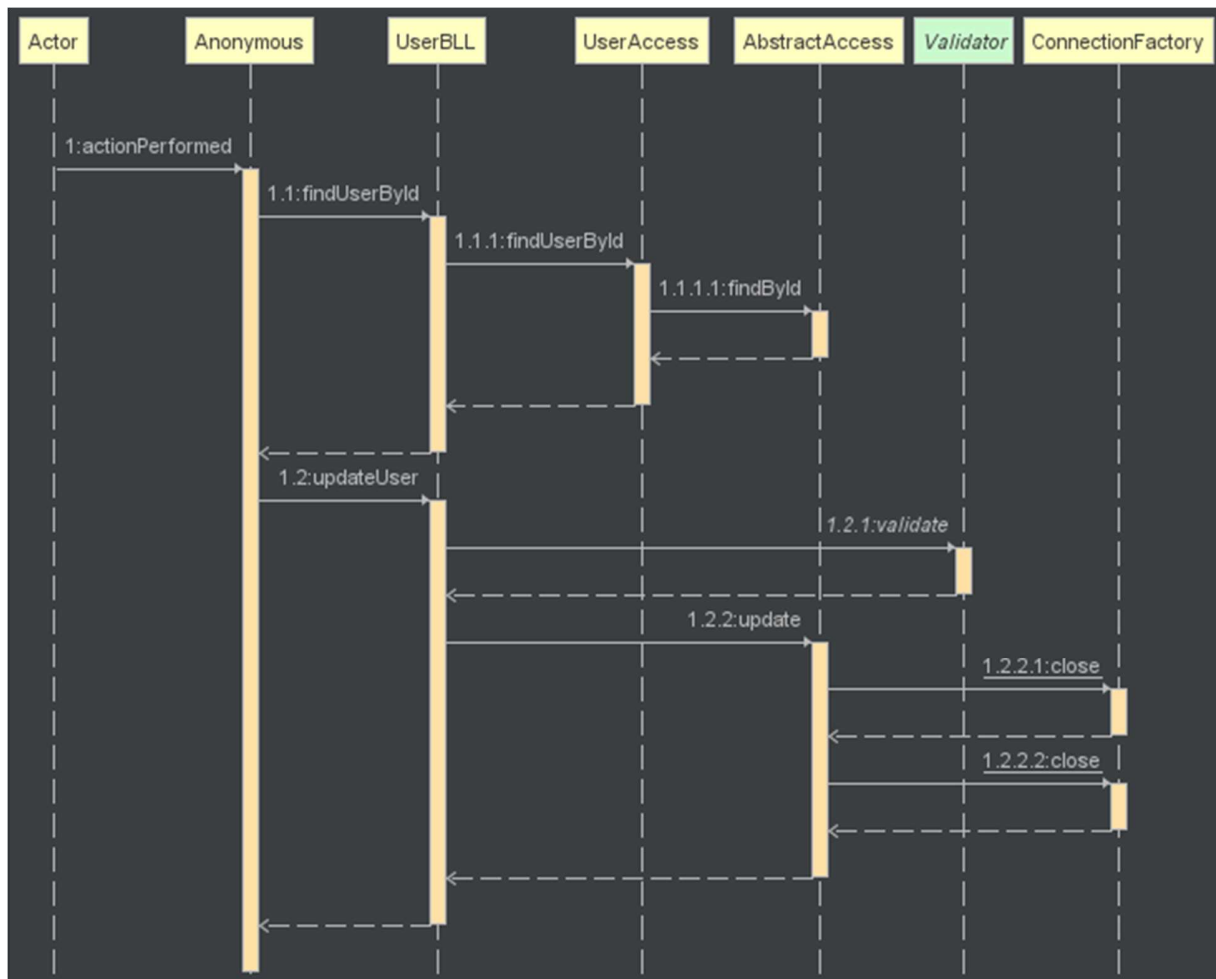 Actor
Anonymous
UserBLL
UserAccess
AbstractAccess
Validator
ConnectionFactory
1:actionPerformed
1.1:findUserById
1.1.1:findUserById
1.1.1.1:findById
1.2:updateUser
1.2.1:validate
1.2.2:update
1.2.2.1:close
1.2.2.2:close